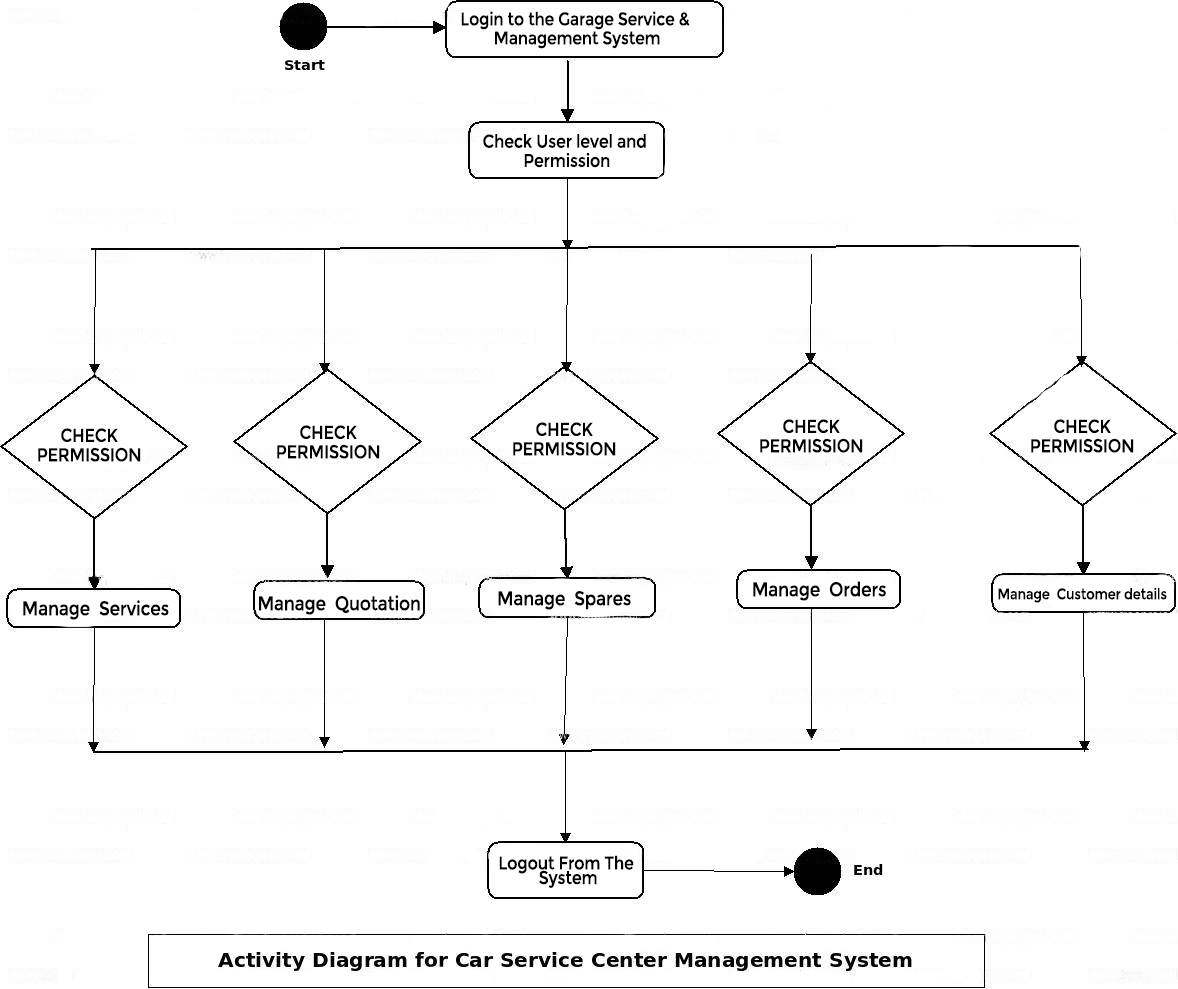 Login to the Garage Service &
Management System
Start
Check User level and
Permission
CHECK
PERMISSION
CHECK
PERMISSION
CHECK
PERMISSION
CHECK
PERMISSION
CHECK
PERMISSION
Manage Services
Manage Quotation
Manage Spares
Manage Orders
Manage Customer details
Logout From The
System
End
Activity Diagram for Car Service Center Management System